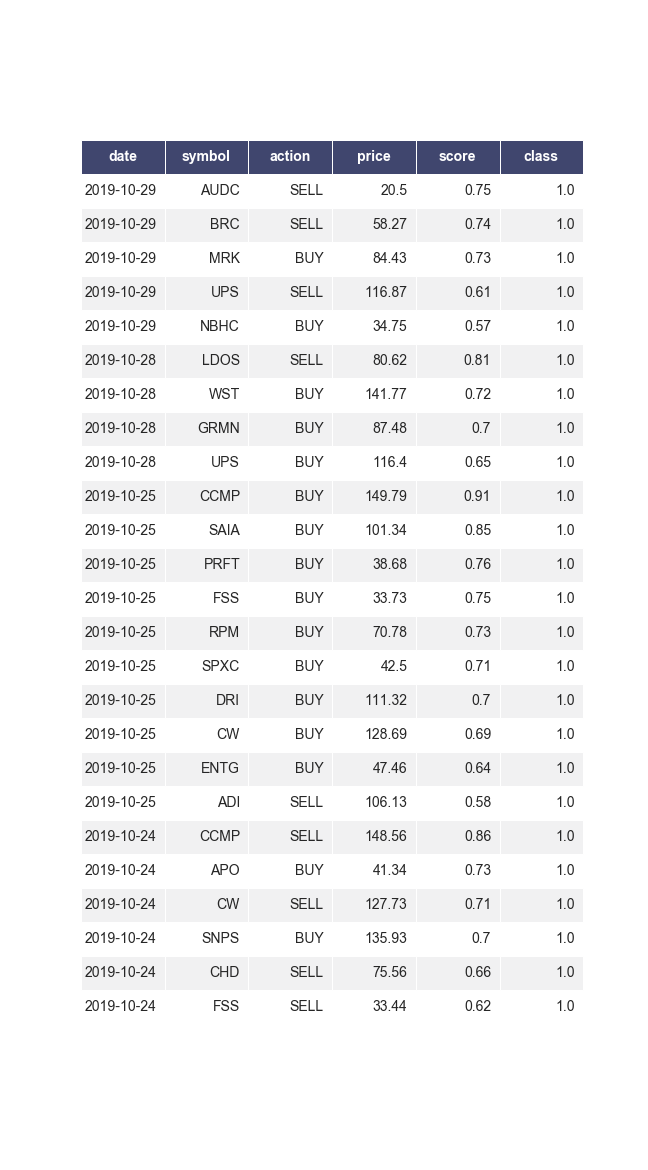 date symbol action price score class
2019-10-29 AUDC SELL 20.5 0.75 1.0
2019-10-29 BRC SELL 58.27 0.74 1.0
2019-10-29 MRK BUY 84.43 0.73 1.0
2019-10-29 UPS SELL 116.87 0.61 1.0
2019-10-29 NBHC BUY 34.75 0.57 1.0
2019-10-28 LDOS SELL 80.62 0.81 1.0
2019-10-28 WST BUY 141.77 0.72 1.0
2019-10-28 GRMN BUY 87.48 0.7 1.0
2019-10-28 UPS BUY 116.4 0.65 1.0
2019-10-25 CCMP BUY 149.79 0.91 1.0
2019-10-25 SAIA BUY 101.34 0.85 1.0
2019-10-25 PRFT BUY 38.68 0.76 1.0
2019-10-25 FSS BUY 33.73 0.75 1.0
2019-10-25 RPM BUY 70.78 0.73 1.0
2019-10-25 SPXC BUY 42.5 0.71 1.0
2019-10-25 DRI BUY 111.32 0.7 1.0
2019-10-25 CW BUY 128.69 0.69 1.0
2019-10-25 ENTG BUY 47.46 0.64 1.0
2019-10-25 ADI SELL 106.13 0.58 1.0
2019-10-24 CCMP SELL 148.56 0.86 1.0
2019-10-24 APO BUY 41.34 0.73 1.0
2019-10-24 CW SELL 127.73 0.71 1.0
2019-10-24 SNPS BUY 135.93 0.7 1.0
2019-10-24 CHD SELL 75.56 0.66 1.0
2019-10-24 FSS SELL 33.44 0.62 1.0